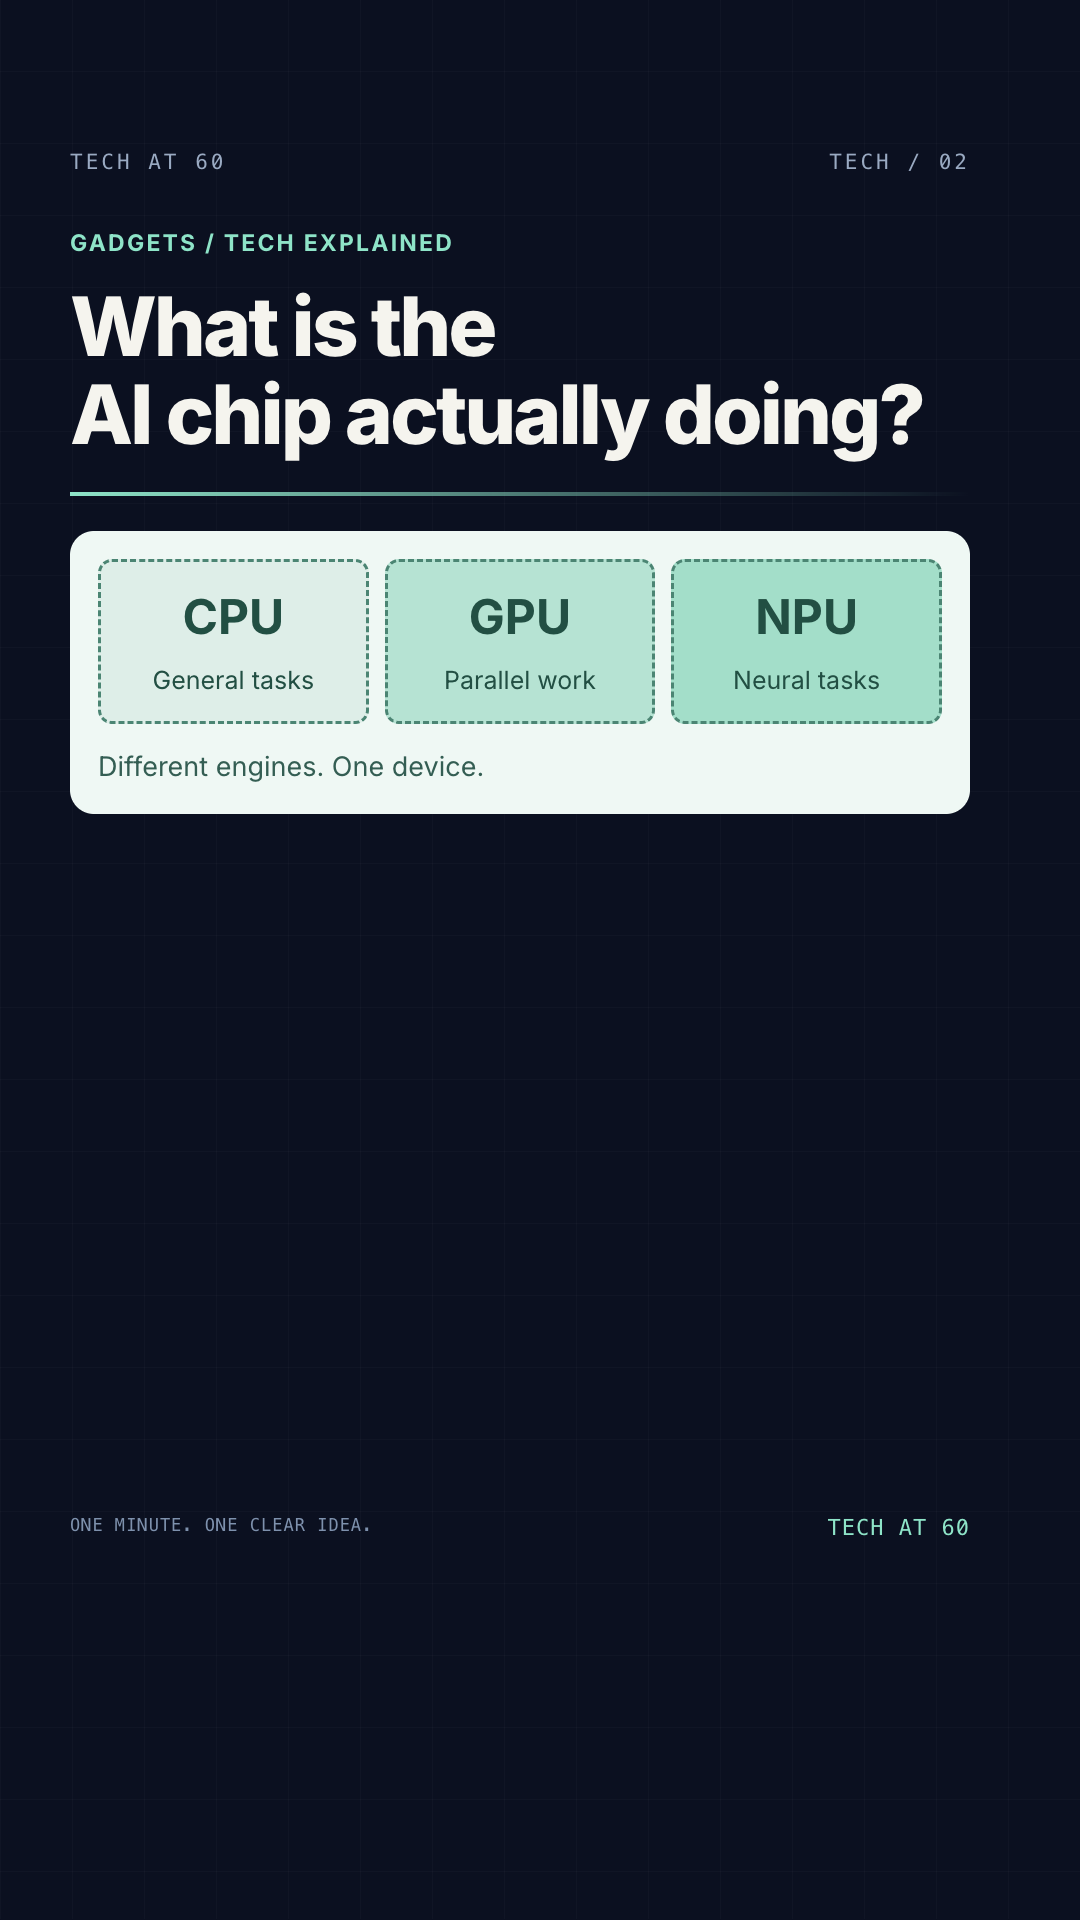 TECH AT 60
TECH / 02
GADGETS / TECH EXPLAINED
What is the
AI chip actually doing?
CPU
General tasks
GPU
Parallel work
NPU
Neural tasks
Different engines. One device.
ONE MINUTE. ONE CLEAR IDEA.
TECH AT 60